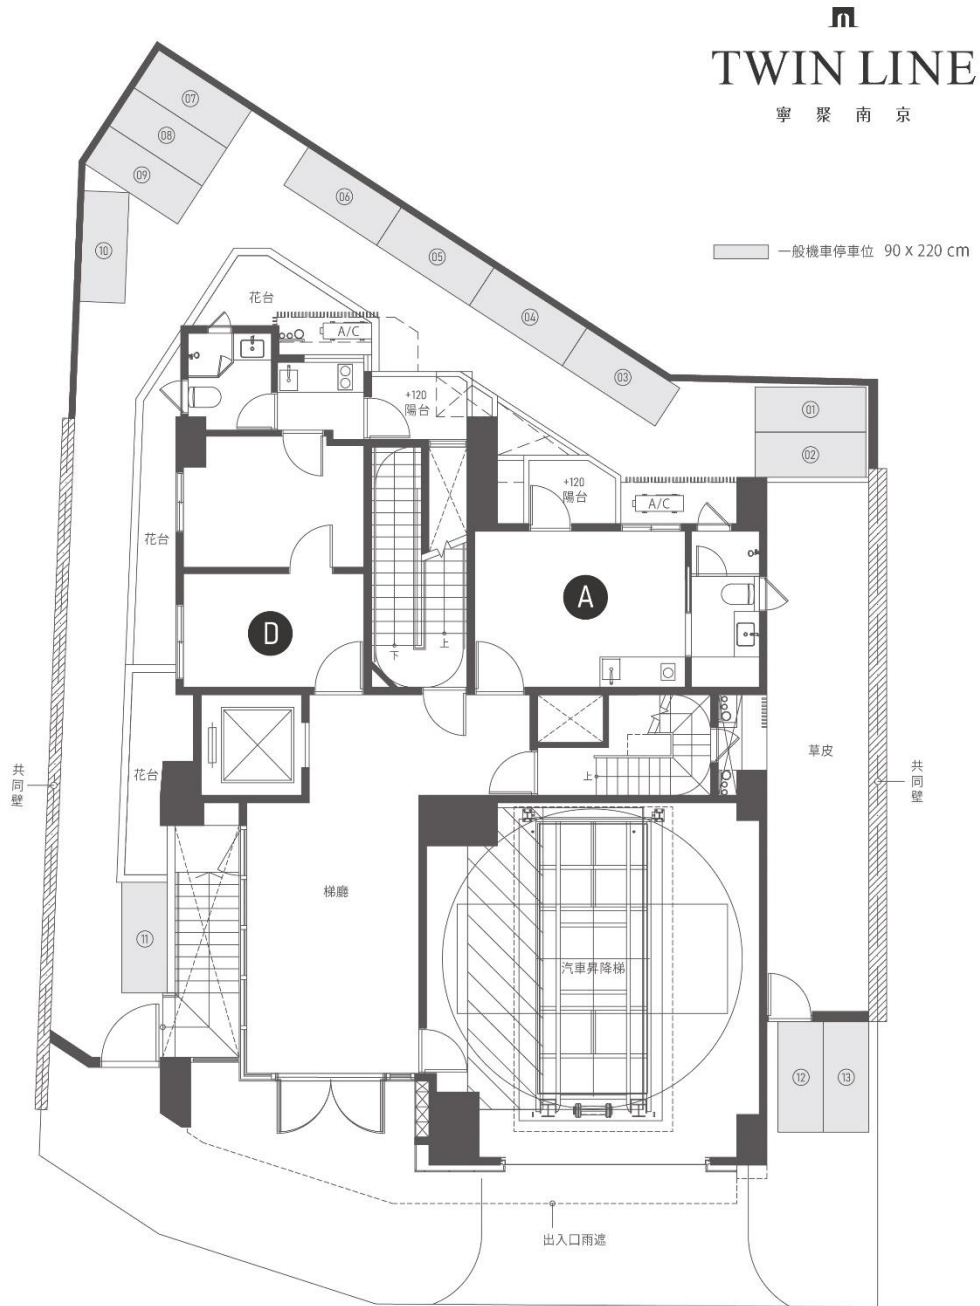 TWIN LINE
寧聚南京
07
08
09
06
10
05
一般機車停車位 90 x 220 cm
花台
04
A/C
03
+120
陽台
01
02
+120
陽台
A/C
花台
A
D
下
上
草皮
共同壁
花台
上
共同壁
梯廳
11
汽車昇降梯
12
13
出入口雨遮